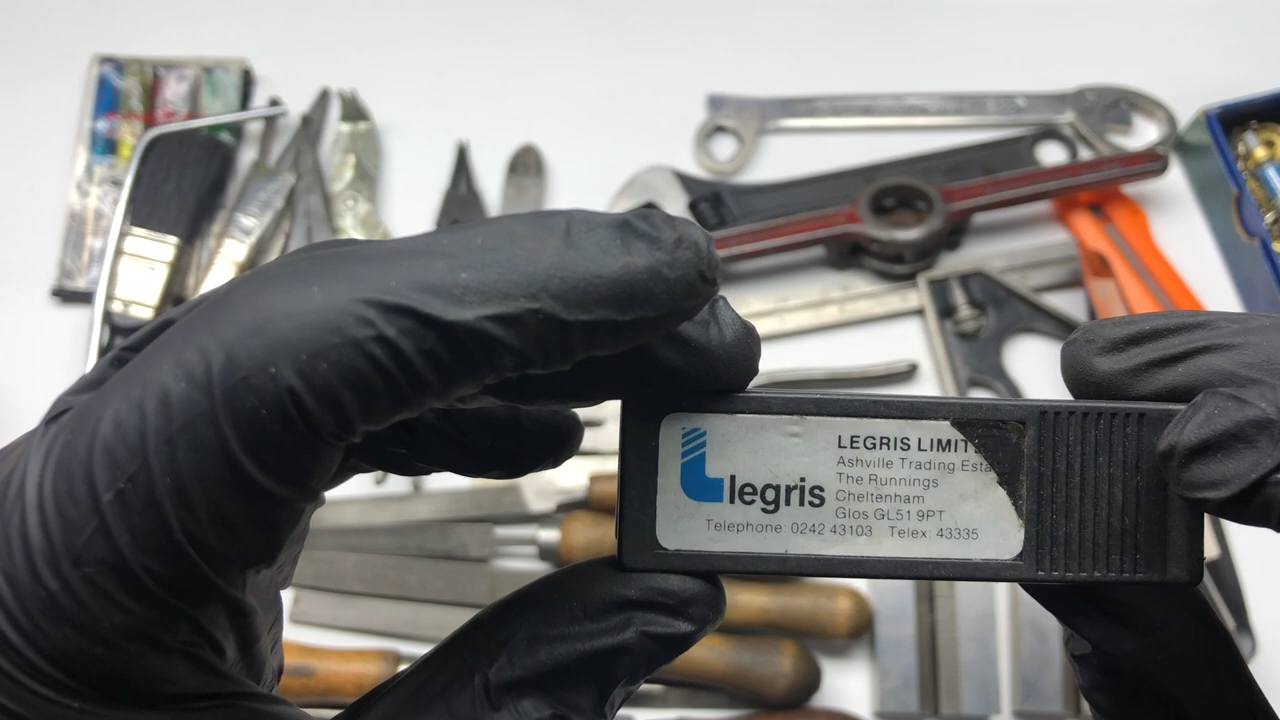 legris
LEGRIS LIMIT
Ashville Trading Esta
The Runnings
Cheltenham
Glos GL51 9PT
Telephone: 0242 43103 Telex: 43335